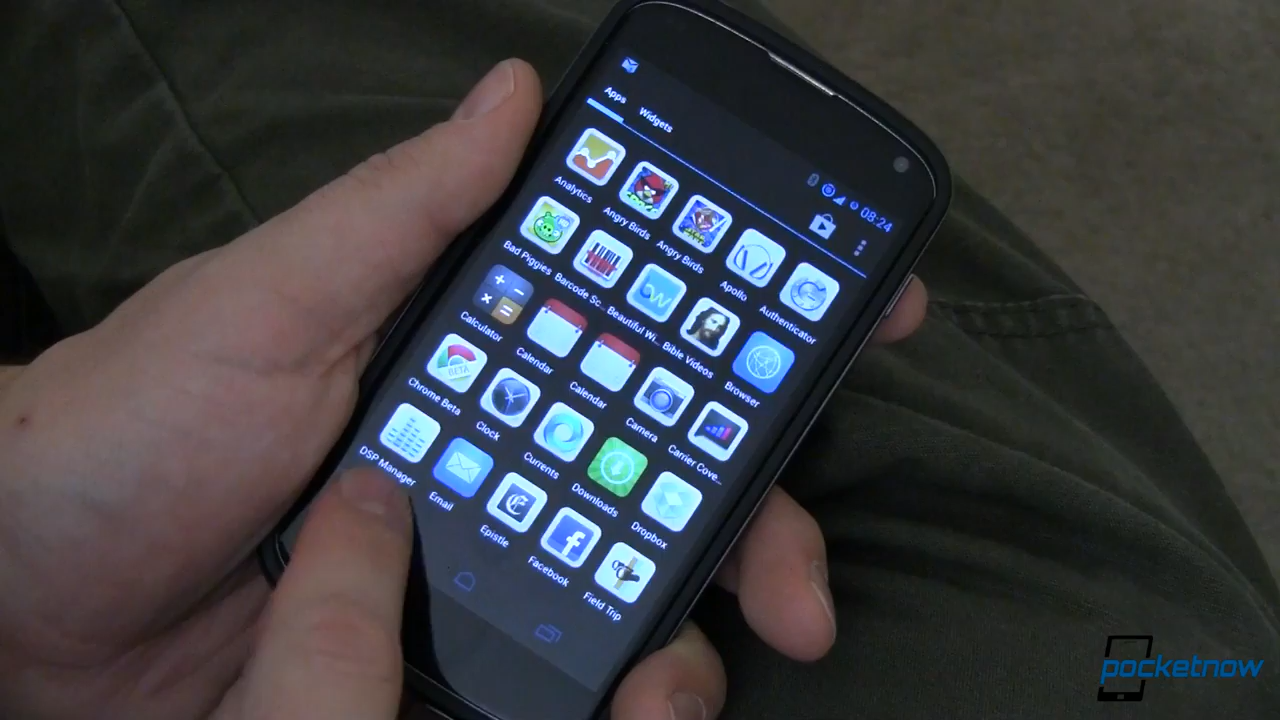 08:24
Apps Widgets
Analytics Angry Birds Angry Birds Apollo Authenticator
Bad Piggies Barcode Sc... Beautiful Wi... Bible Videos Browser
Calculator Calendar Calendar Camera Carrier Cove...
Chrome Beta Clock Currents Downloads Dropbox
DSP Manager Email Epistle Facebook Field Trip
BETA
pocketnow